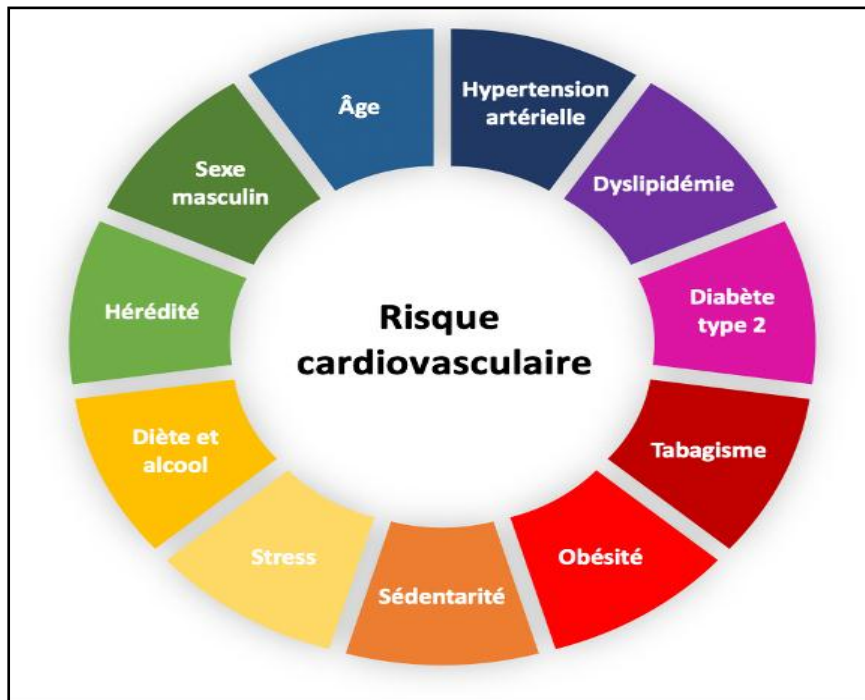 Âge
Hypertension
artérielle
Dyslipidémie
Diabète
type 2
Tabagisme
Obésité
Sédentarité
Stress
Diète et
alcool
Hérédité
Sexe
masculin
Risque
cardiovasculaire